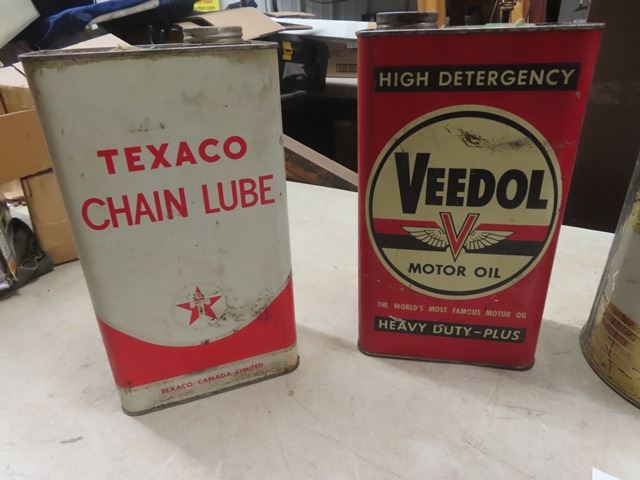 TEXACO
CHAIN LUBE
T
TEXACO CANADA LIMITED
HIGH DETERGENCY
VEEDOL
V
MOTOR OIL
THE WORLD'S MOST FAMOUS MOTOR OIL
HEAVY DUTY-PLUS